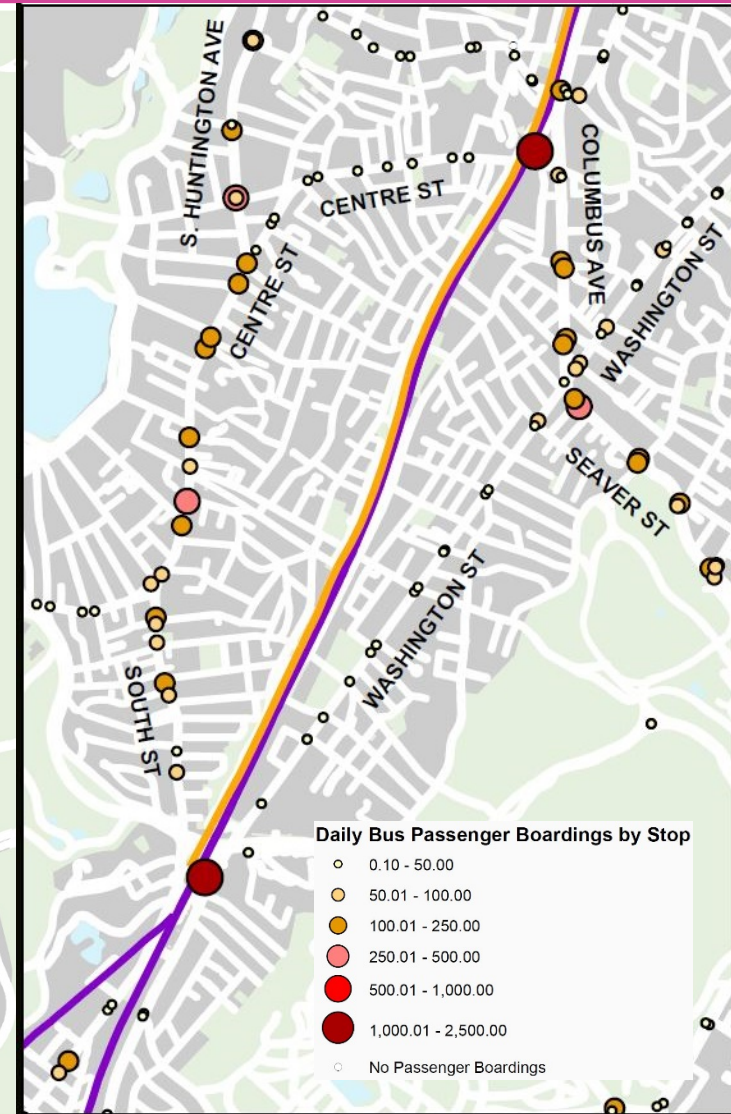 S. HUNTINGTON AVE
CENTRE ST
COLUMBUS AVE
WASHINGTON ST
CENTRE ST
SEAVER ST
WASHINGTON ST
SOUTH ST
Daily Bus Passenger Boardings by Stop
0.10 - 50.00
50.01 - 100.00
100.01 - 250.00
250.01 - 500.00
500.01 - 1,000.00
1,000.01 - 2,500.00
No Passenger Boardings